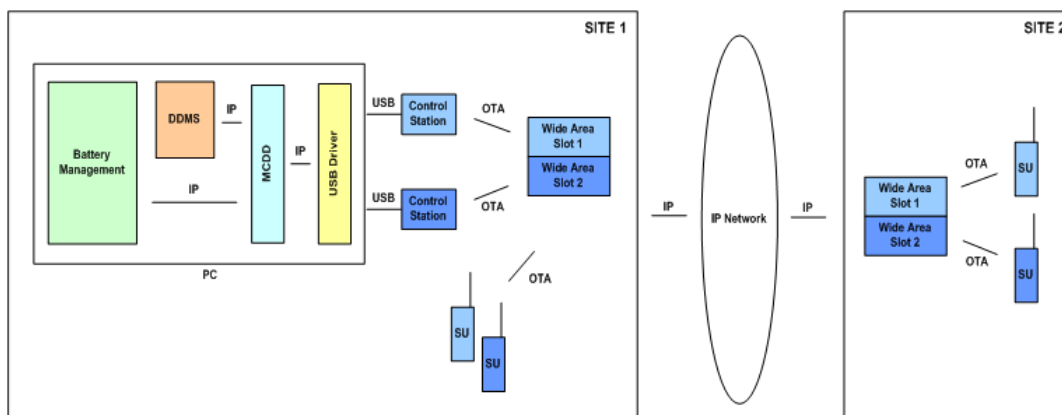 SITE 1
SITE 2
Battery
Management
DDMS
IP
IP
MCDD
IP
USB Driver
PC
USB
Control
Station
USB
Control
Station
OTA
OTA
Wide Area
Slot 1
Wide Area
Slot 2
OTA
SU
SU
IP
IP Network
IP
Wide Area
Slot 1
Wide Area
Slot 2
OTA
OTA
SU
SU